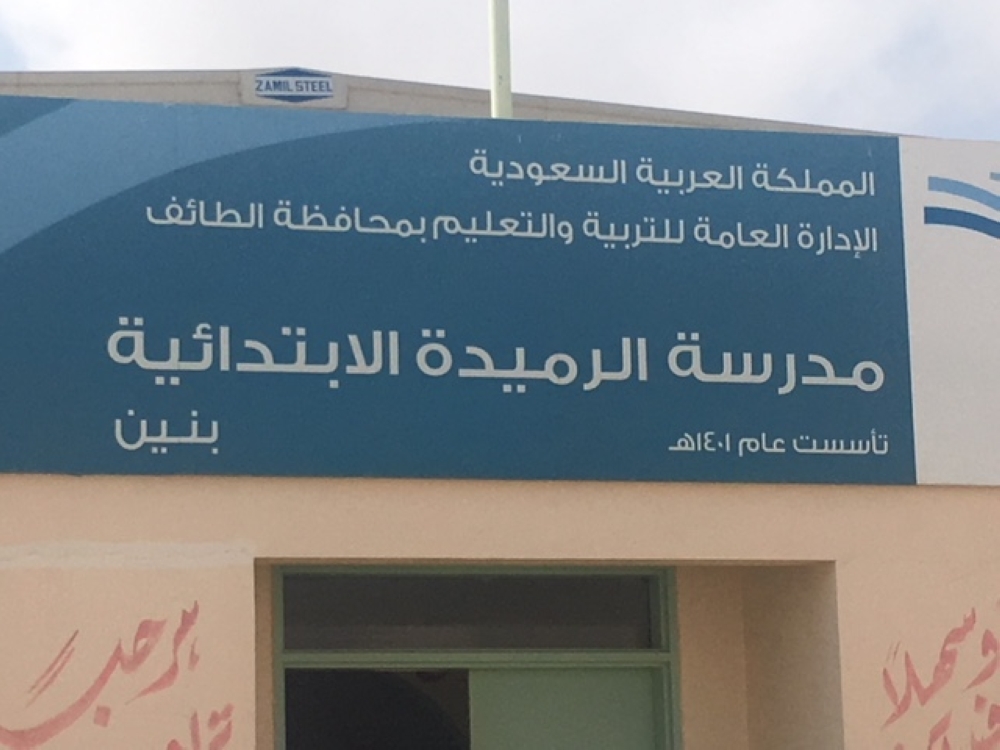 ZAMIL STEEL
المملكة العربية السعودية
الإدارة العامة للتربية والتعليم بمحافظة الطائف
مدرسة الرميدة الابتدائية
بنين
تأسست عام ١٤٠١هـ
وسهلاً